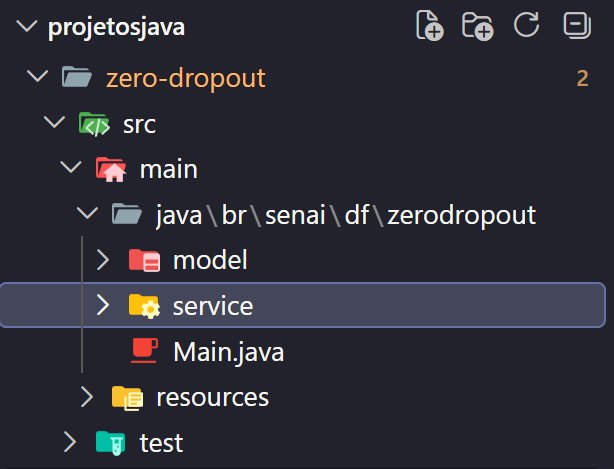 projetosjava
zero-dropout 2
src
main
java\br\senai\df\zerodropout
model
service
Main.java
resources
test